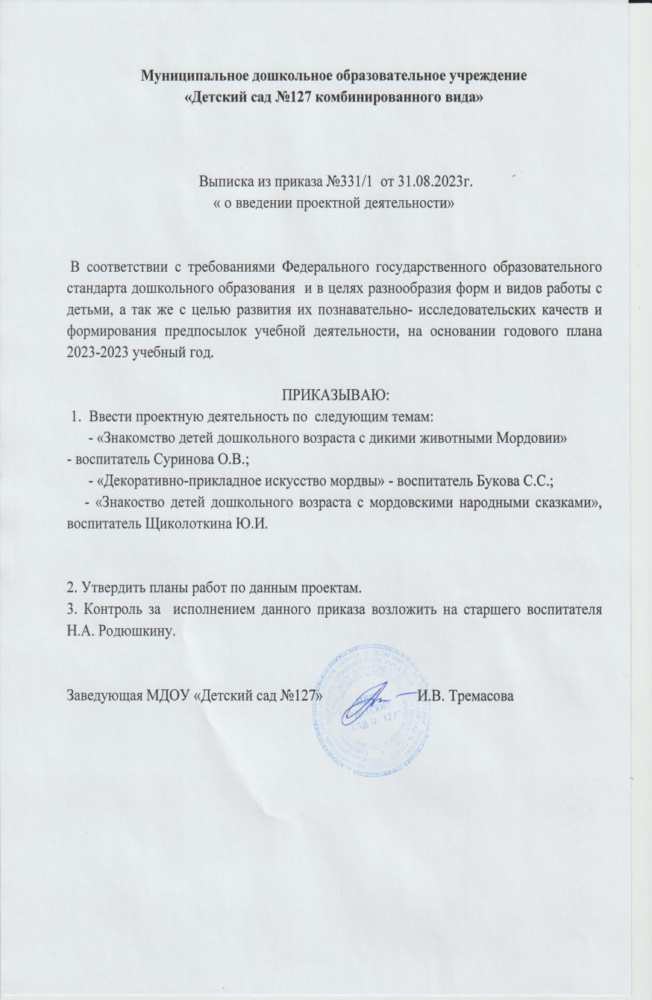 Муниципальное дошкольное образовательное учреждение
«Детский сад №127 комбинированного вида»
Выписка из приказа №331/1 от 31.08.2023г.
« о введении проектной деятельности»
В соответствии с требованиями Федерального государственного образовательного
стандарта дошкольного образования и в целях разнообразия форм и видов работы с
детьми, а так же с целью развития их познавательно- исследовательских качеств и
формирования предпосылок учебной деятельности, на основании годового плана
2023-2023 учебный год.
ПРИКАЗЫВАЮ:
1. Ввести проектную деятельность по следующим темам:
- «Знакомство детей дошкольного возраста с дикими животными Мордовии»
- воспитатель Суринова О.В.;
- «Декоративно-прикладное искусство мордвы» - воспитатель Букова С.С.;
- «Знакоство детей дошкольного возраста с мордовскими народными сказками»,
воспитатель Щиколоткина Ю.И.
2. Утвердить планы работ по данным проектам.
3. Контроль за исполнением данного приказа возложить на старшего воспитателя
Н.А. Родюшкину.
Заведующая МДОУ «Детский сад №127» И.В. Тремасова
ДЕТСКИЙ
САД № 127